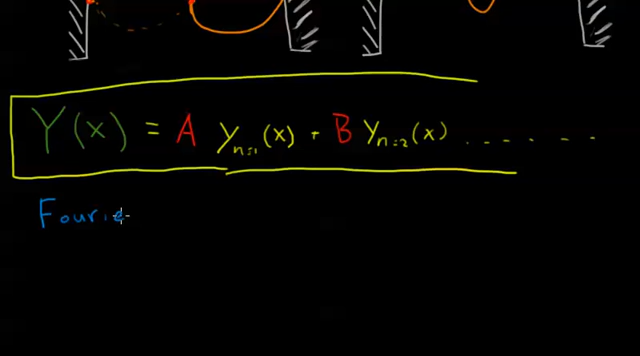 Y(x) = A y_{n=1}(x) + B y_{n=2}(x) .......
Fourie